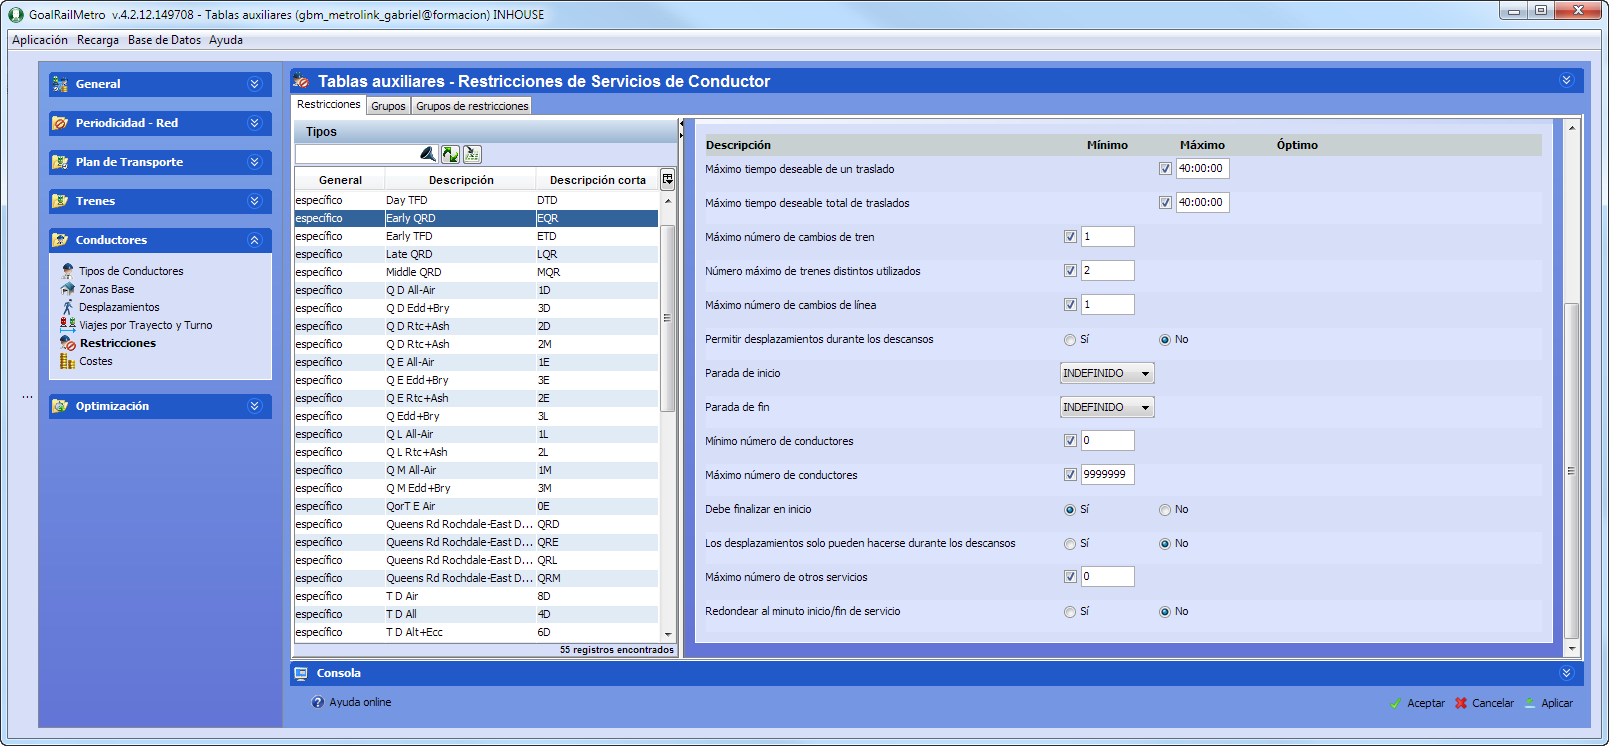 GoalRailMetro v.4.2.12.149708 - Tablas auxiliares (gbm_metrolink_gabriel@formacion) INHOUSE
Aplicación Recarga Base de Datos Ayuda
General
Periodicidad - Red
Plan de Transporte
Trenes
Conductores
Tipos de Conductores
Zonas Base
Desplazamientos
Viajes por Trayecto y Turno
Restricciones
Costes
Optimización
...
Tablas auxiliares - Restricciones de Servicios de Conductor
Restricciones Grupos Grupos de restricciones
Tipos
General Descripción Descripción corta
específico Day TFD DTD
específico Early QRD EQR
específico Early TFD ETD
específico Late QRD LQR
específico Middle QRD MQR
específico Q D All-Air 1D
específico Q D Edd+Bry 3D
específico Q D Rtc+Ash 2D
específico Q D Rtc+Ash 2M
específico Q E All-Air 1E
específico Q E Edd+Bry 3E
específico Q E Rtc+Ash 2E
específico Q Edd+Bry 3L
específico Q L All-Air 1L
específico Q L Rtc+Ash 2L
específico Q M All-Air 1M
específico Q M Edd+Bry 3M
específico QorT E Air 0E
específico Queens Rd Rochdale-East D... QRD
específico Queens Rd Rochdale-East D... QRE
específico Queens Rd Rochdale-East D... QRL
específico Queens Rd Rochdale-East D... QRM
específico T D Air 8D
específico T D All 4D
específico T D Alt+Ecc 6D
55 registros encontrados
Descripción Mínimo Máximo Óptimo
Máximo tiempo deseable de un traslado 40:00:00
Máximo tiempo deseable total de traslados 40:00:00
Máximo número de cambios de tren 1
Número máximo de trenes distintos utilizados 2
Máximo número de cambios de línea 1
Permitir desplazamientos durante los descansos Sí No
Parada de inicio INDEFINIDO
Parada de fin INDEFINIDO
Mínimo número de conductores 0
Máximo número de conductores 9999999
Debe finalizar en inicio Sí No
Los desplazamientos solo pueden hacerse durante los descansos Sí No
Máximo número de otros servicios 0
Redondear al minuto inicio/fin de servicio Sí No
Consola
Ayuda online
Aceptar Cancelar Aplicar